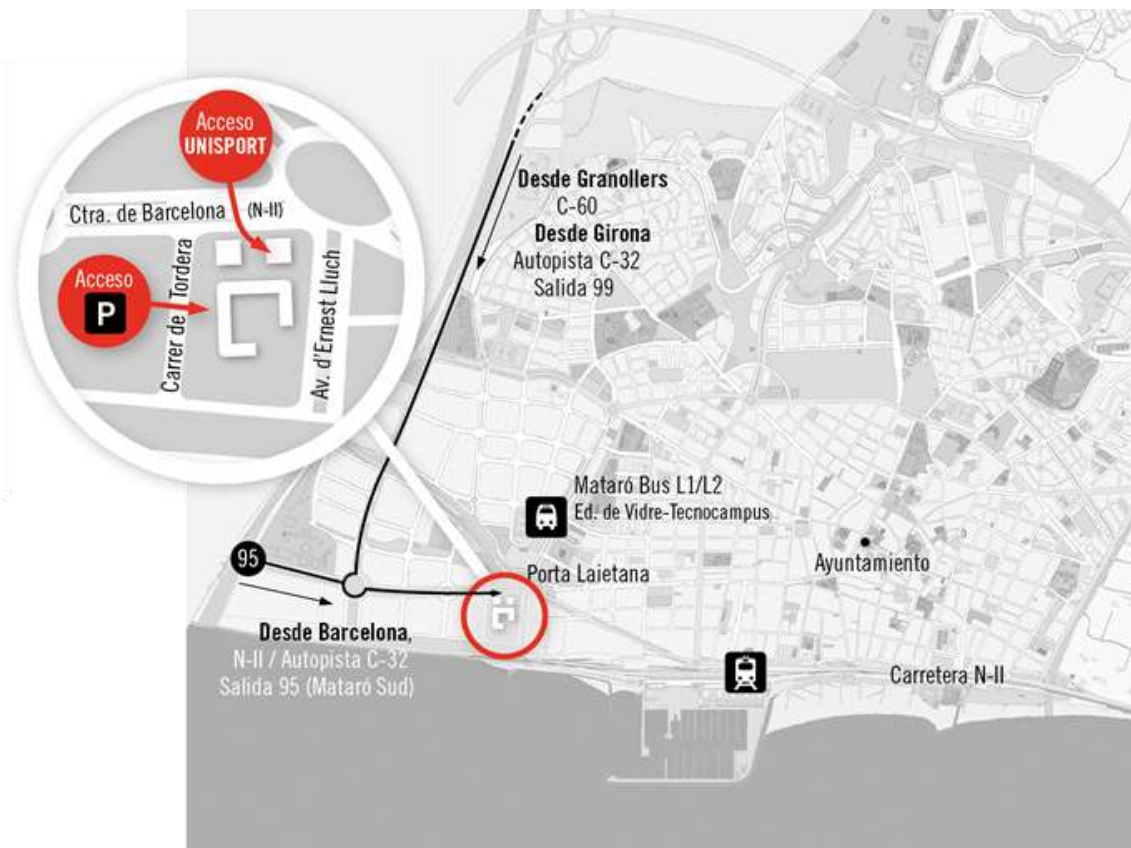 Acceso
UNISPORT
Ctra. de Barcelona (N-II)
Acceso
P
Carrer de Tordera
Av. d'Ernest Lluch
Desde Granollers
C-60
Desde Girona
Autopista C-32
Salida 99
Mataró Bus L1/L2
Ed. de Vidre-Tecnocampus
95
Porta Laietana
Ayuntamiento
Desde Barcelona,
N-II / Autopista C-32
Salida 95 (Mataró Sud)
Carretera N-II